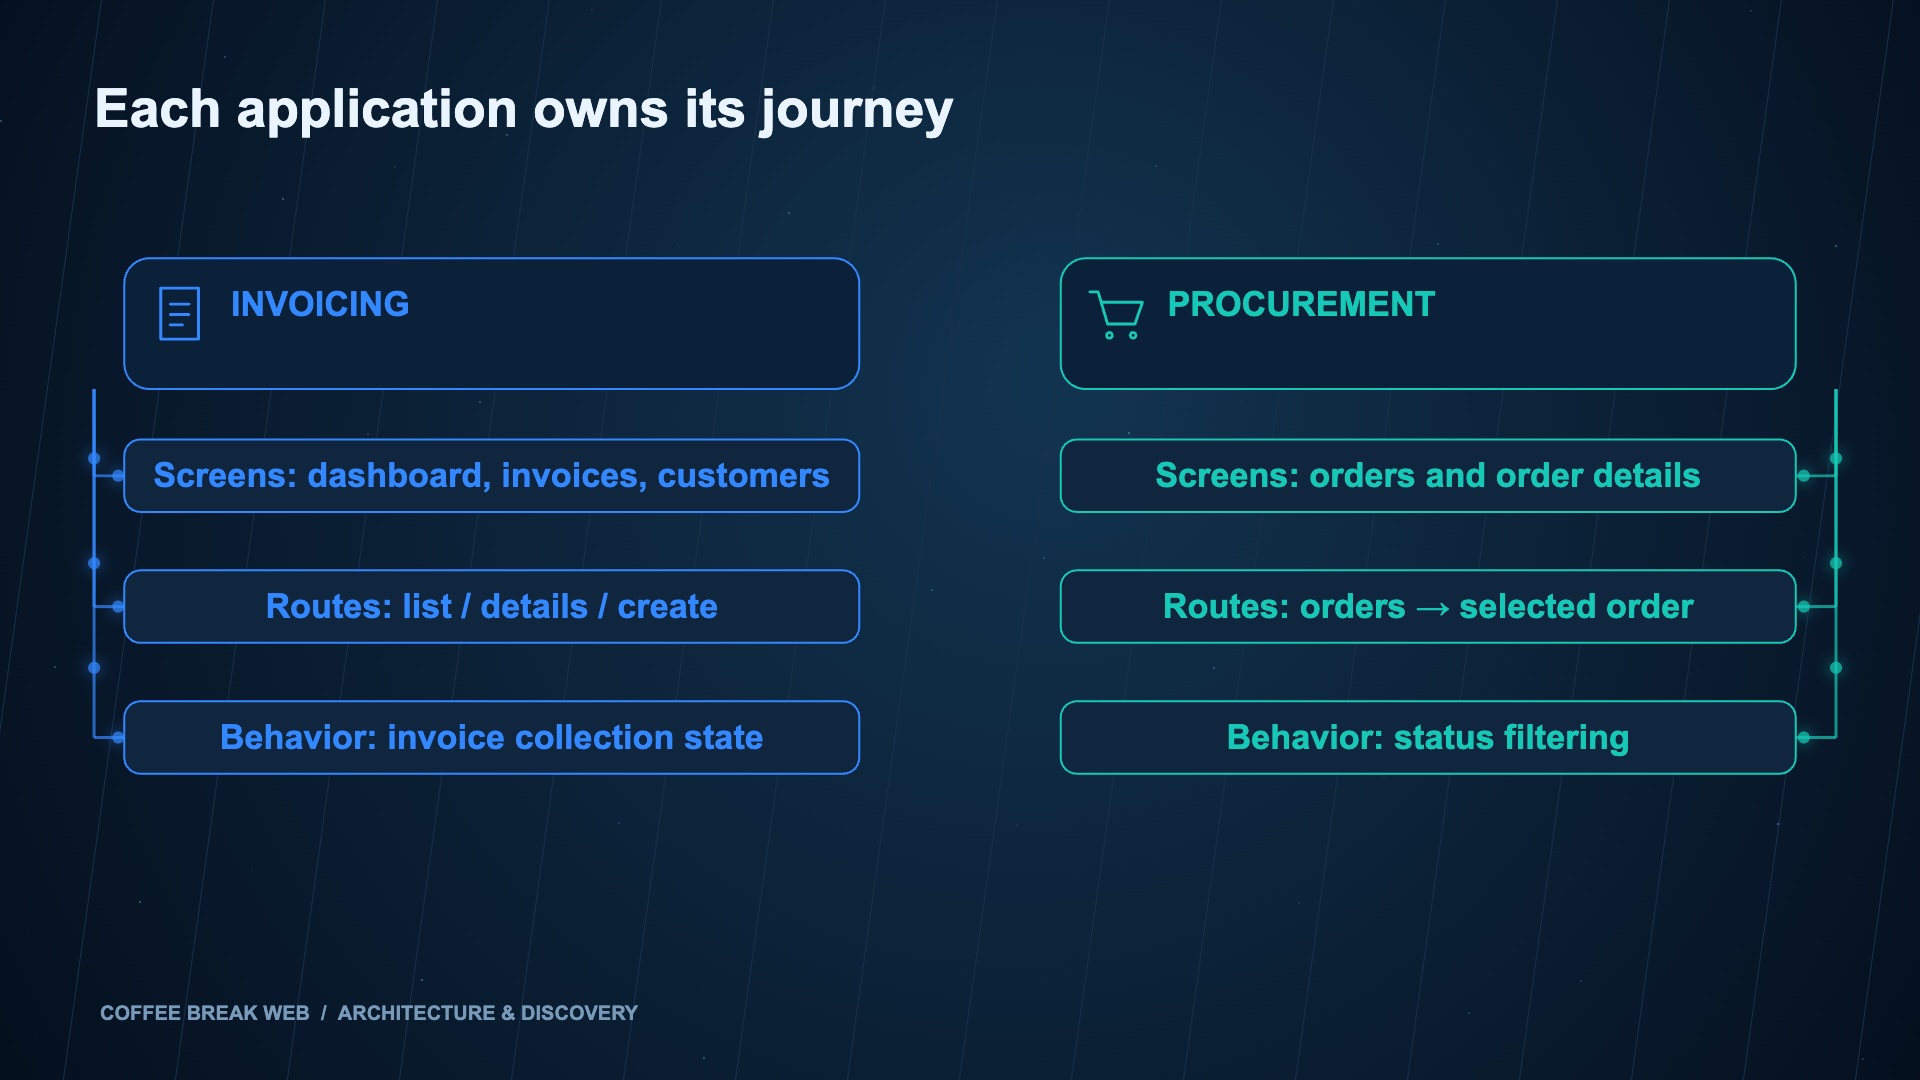 Each application owns its journey
INVOICING
Screens: dashboard, invoices, customers
Routes: list / details / create
Behavior: invoice collection state
PROCUREMENT
Screens: orders and order details
Routes: orders → selected order
Behavior: status filtering
COFFEE BREAK WEB / ARCHITECTURE & DISCOVERY